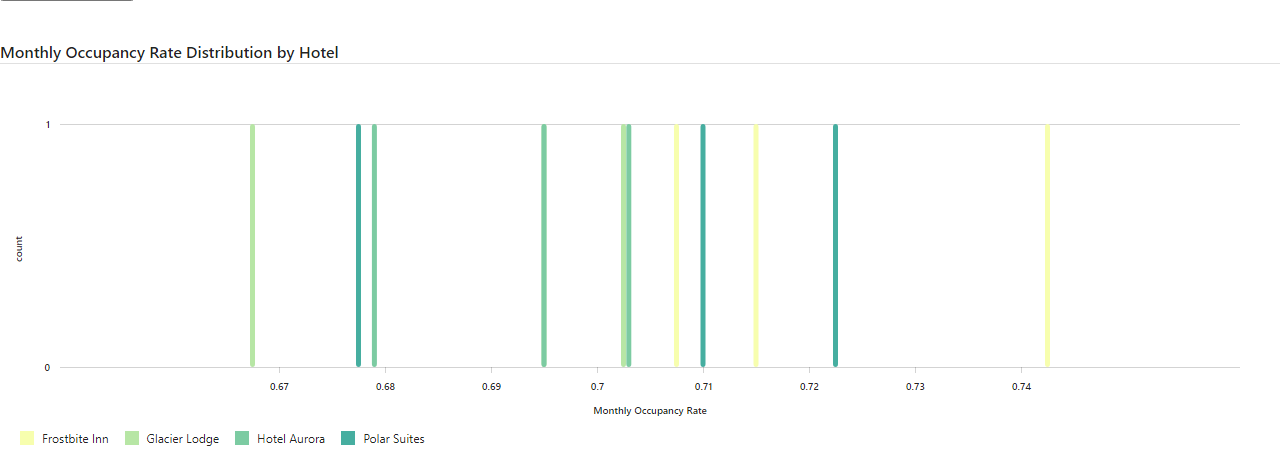 Monthly Occupancy Rate Distribution by Hotel
1
count
0
0.67 0.68 0.69 0.7 0.71 0.72 0.73 0.74
Monthly Occupancy Rate
Frostbite Inn Glacier Lodge Hotel Aurora Polar Suites